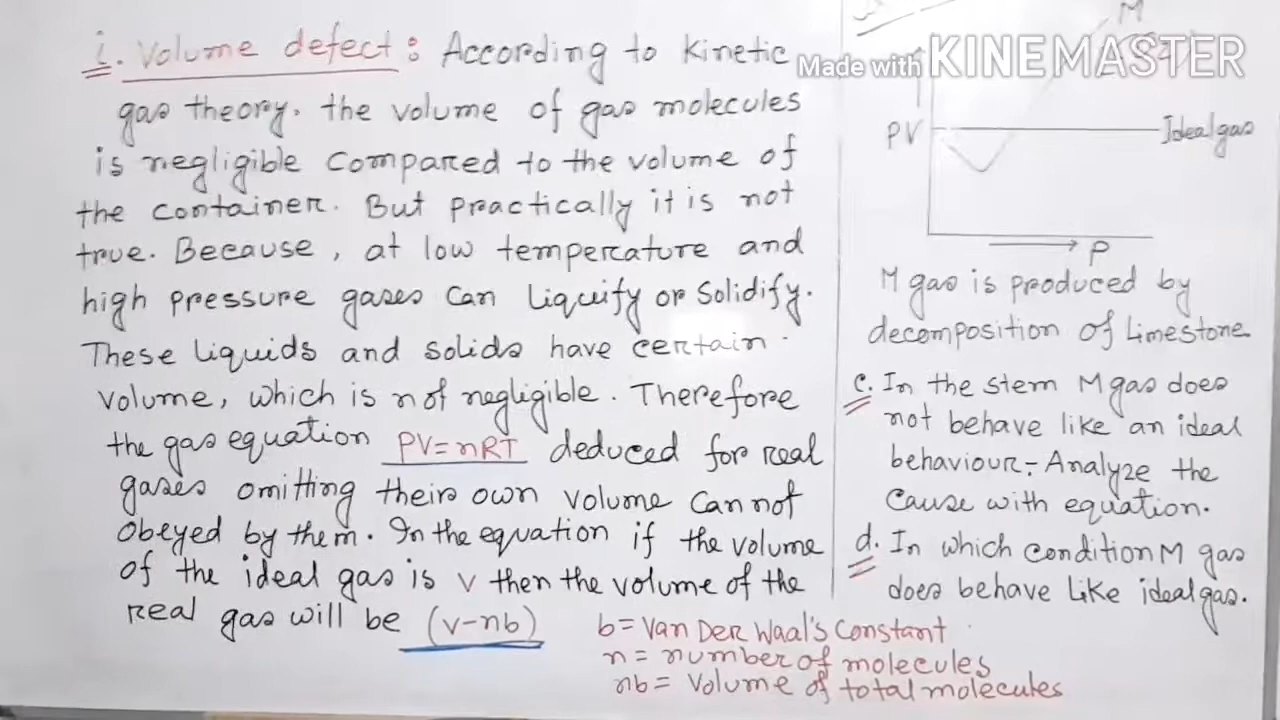 i. Volume defect: According to kinetic
gas theory. the volume of gas molecules
is negligible compared to the volume of
the container. But practically it is not
true. Because, at low temperature and
high pressure gases can liquify or solidify.
These liquids and solids have certain
volume, which is not negligible. Therefore
the gas equation PV=nRT deduced for real
gases omitting their own volume cannot
obeyed by them. In the equation if the volume
of the ideal gas is v then the volume of the
real gas will be (v-nb)
b = Van Der Waal's Constant
n = number of molecules
nb = Volume of total molecules
Made with KINEMASTER
M
PV
Ideal gas
P
M gas is produced by
decomposition of Limestone
c. In the stem M gas does
not behave like an ideal
behaviour:- Analyze the
Cause with equation.
d. In which condition M gas
does behave like ideal gas.